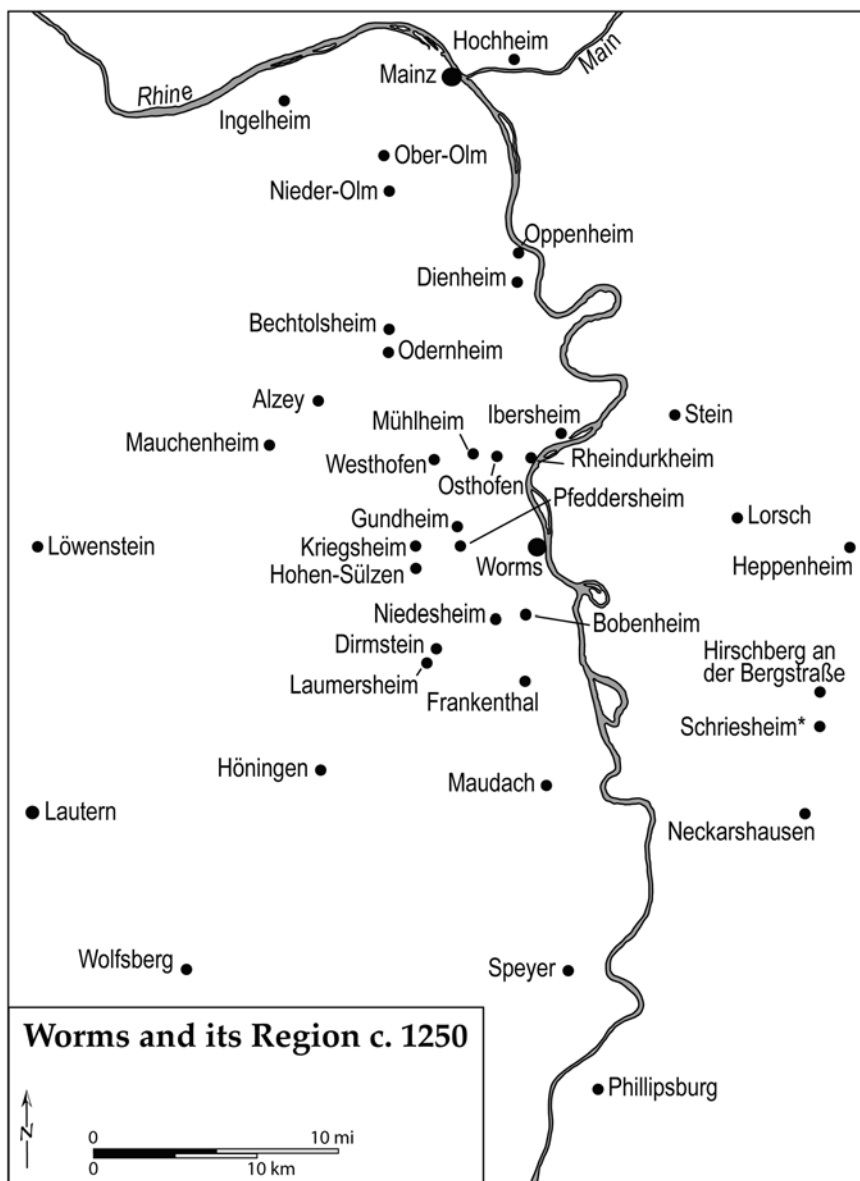 Hochheim
Main
Mainz
Rhine
Ingelheim
Ober-Olm
Nieder-Olm
Oppenheim
Dienheim
Bechtolsheim
Odernheim
Alzey
Ibersheim
Stein
Mühlheim
Mauchenheim
Westhofen
Rheindurkheim
Osthofen
Pfeddersheim
Gundheim
Lorsch
Löwenstein
Kriegsheim
Worms
Heppenheim
Hohen-Sülzen
Niedesheim
Bobenheim
Dirmstein
Hirschberg an
der Bergstraße
Laumersheim
Frankenthal
Schriesheim*
Höningen
Maudach
Lautern
Neckarshausen
Wolfsberg
Speyer
Worms and its Region c. 1250
Phillipsburg
N
0 10 mi
0 10 km